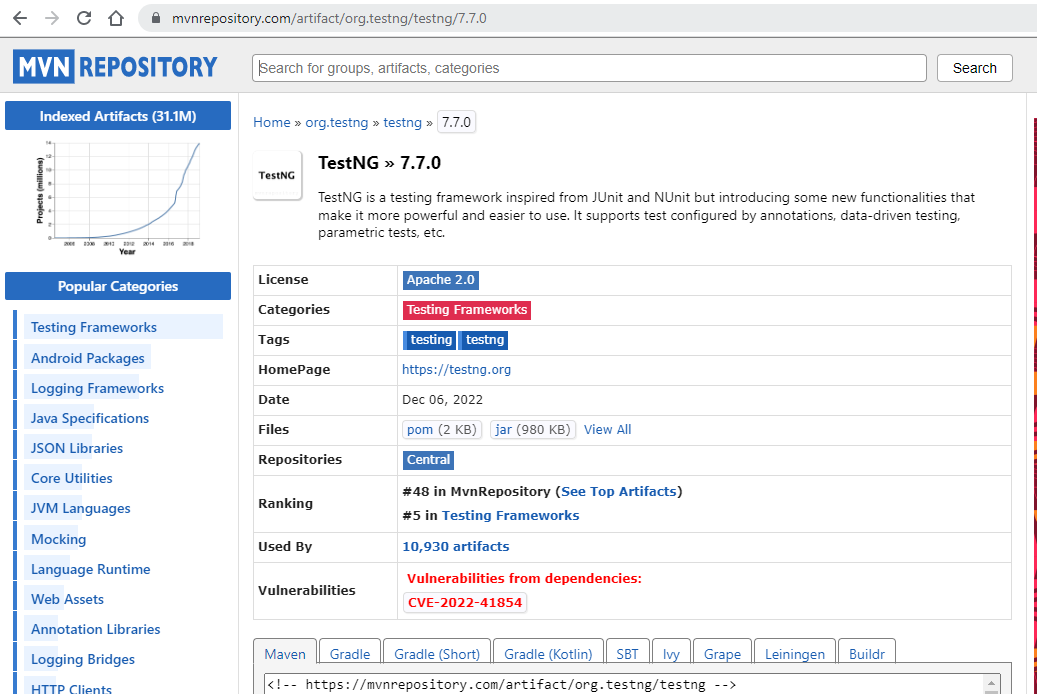 mvnrepository.com/artifact/org.testng/testng/7.7.0
MVN REPOSITORY
Search for groups, artifacts, categories
Search
Indexed Artifacts (31.1M)
Projects (millions)
Year
Popular Categories
Testing Frameworks
Android Packages
Logging Frameworks
Java Specifications
JSON Libraries
Core Utilities
JVM Languages
Mocking
Language Runtime
Web Assets
Annotation Libraries
Logging Bridges
HTTP Clients
Home » org.testng » testng » 7.7.0
TestNG
TestNG » 7.7.0
TestNG is a testing framework inspired from JUnit and NUnit but introducing some new functionalities that
make it more powerful and easier to use. It supports test configured by annotations, data-driven testing,
parametric tests, etc.
License Apache 2.0
Categories Testing Frameworks
Tags testing testng
HomePage https://testng.org
Date Dec 06, 2022
Files pom (2 KB) jar (980 KB) View All
Repositories Central
Ranking #48 in MvnRepository (See Top Artifacts)
#5 in Testing Frameworks
Used By 10,930 artifacts
Vulnerabilities Vulnerabilities from dependencies:
CVE-2022-41854
Maven Gradle Gradle (Short) Gradle (Kotlin) SBT Ivy Grape Leiningen Buildr
<!-- https://mvnrepository.com/artifact/org.testng/testng -->